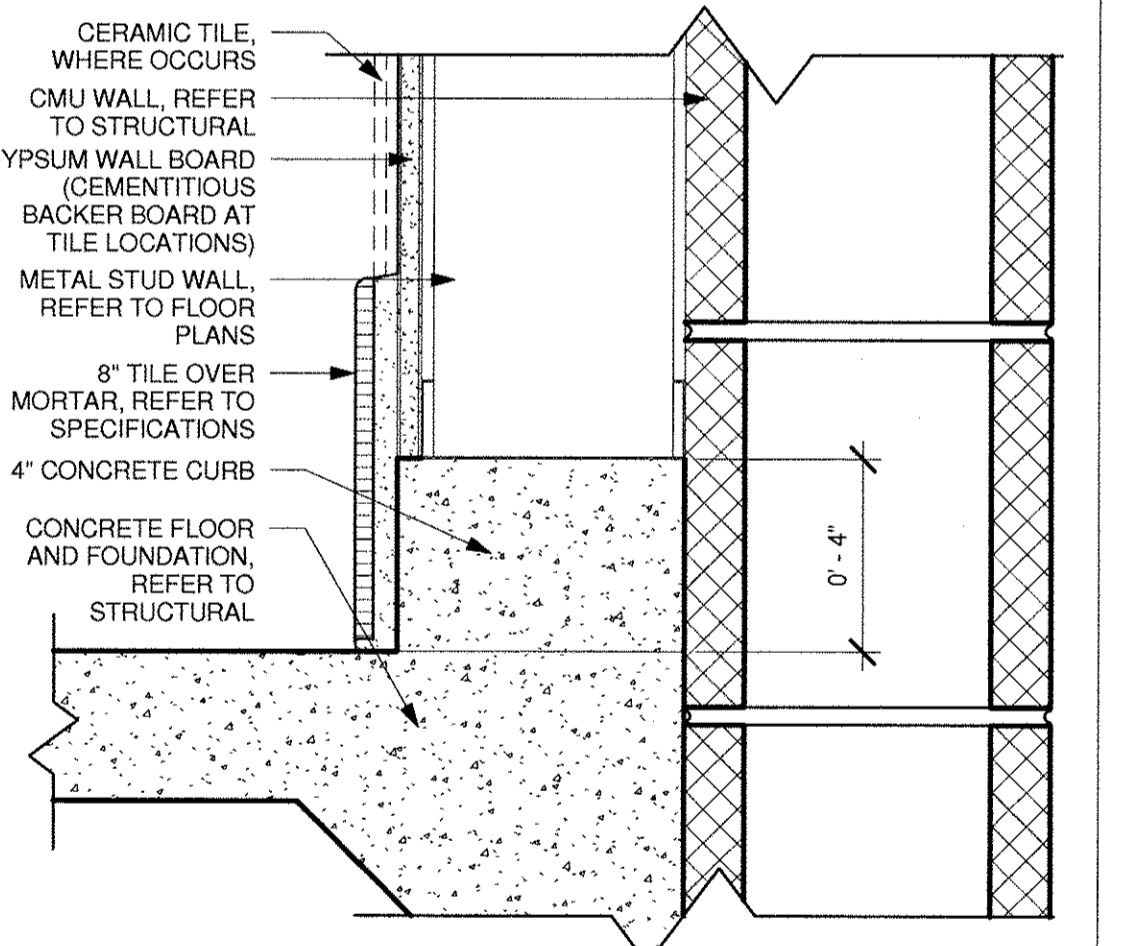 CERAMIC TILE,
WHERE OCCURS
CMU WALL, REFER
TO STRUCTURAL
YPSUM WALL BOARD
(CEMENTITIOUS
BACKER BOARD AT
TILE LOCATIONS)
METAL STUD WALL,
REFER TO FLOOR
PLANS
8" TILE OVER
MORTAR, REFER TO
SPECIFICATIONS
4" CONCRETE CURB
CONCRETE FLOOR
AND FOUNDATION,
REFER TO
STRUCTURAL
0' - 4"